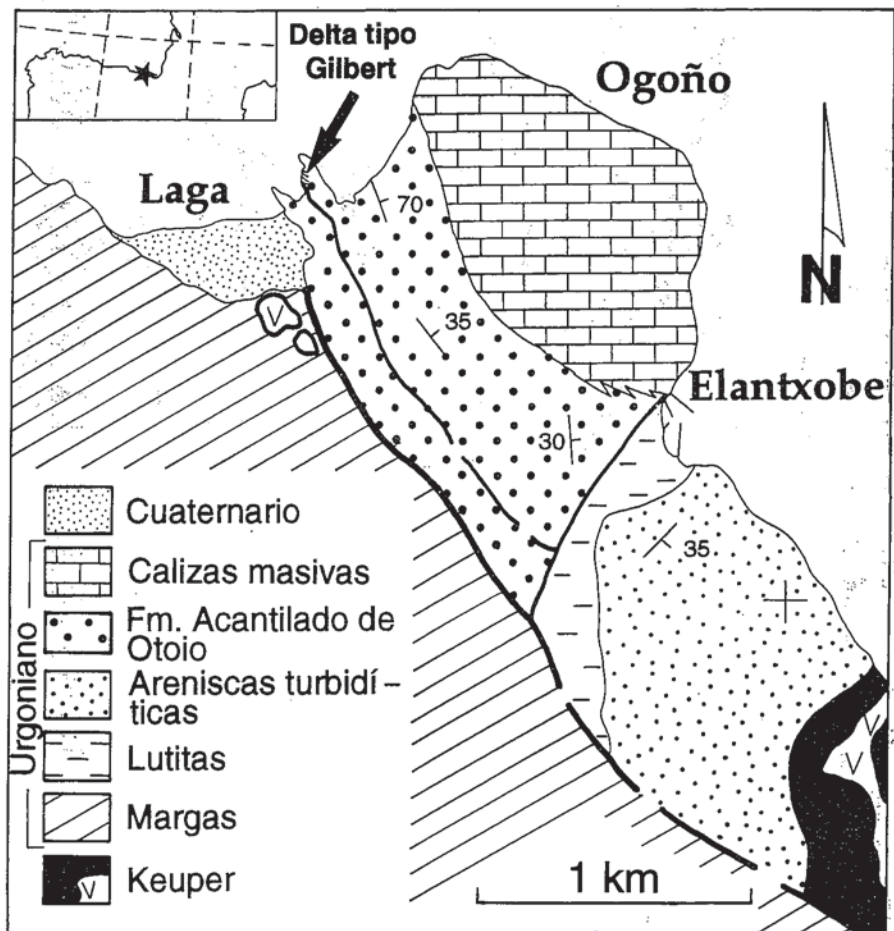 Delta tipo
Gilbert
Ogoño
Laga
70
N
35
Elantxobe
30
35
Cuaternario
Calizas masivas
Fm. Acantilado de
Otoio
Areniscas turbidí –
ticas
Lutitas
Margas
Keuper
Urgoniano
1 km
V
V
V
V